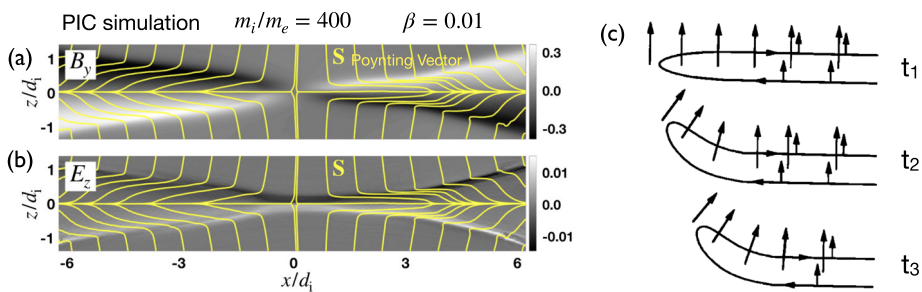 PIC simulation m_i/m_e = 400 β = 0.01
(a)
B_y
S Poynting Vector
z/d_i
1
0
-1
0.3
0.0
-0.3
(b)
E_z
S
z/d_i
1
0
-1
0.01
0.0
-0.01
-6 -3 0 3 6
x/d_i
(c)
t_1
t_2
t_3